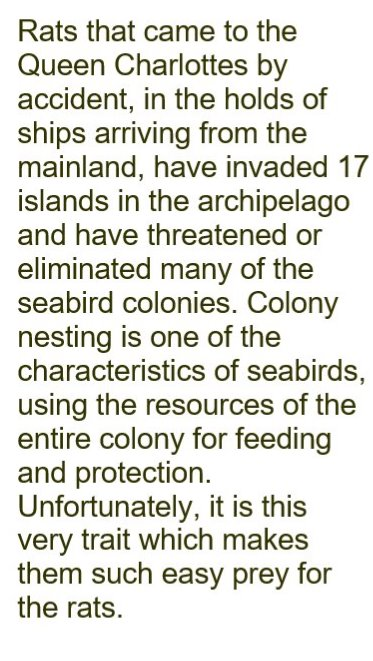 Rats that came to the
Queen Charlottes by
accident, in the holds of
ships arriving from the
mainland, have invaded 17
islands in the archipelago
and have threatened or
eliminated many of the
seabird colonies. Colony
nesting is one of the
characteristics of seabirds,
using the resources of the
entire colony for feeding
and protection.
Unfortunately, it is this
very trait which makes
them such easy prey for
the rats.